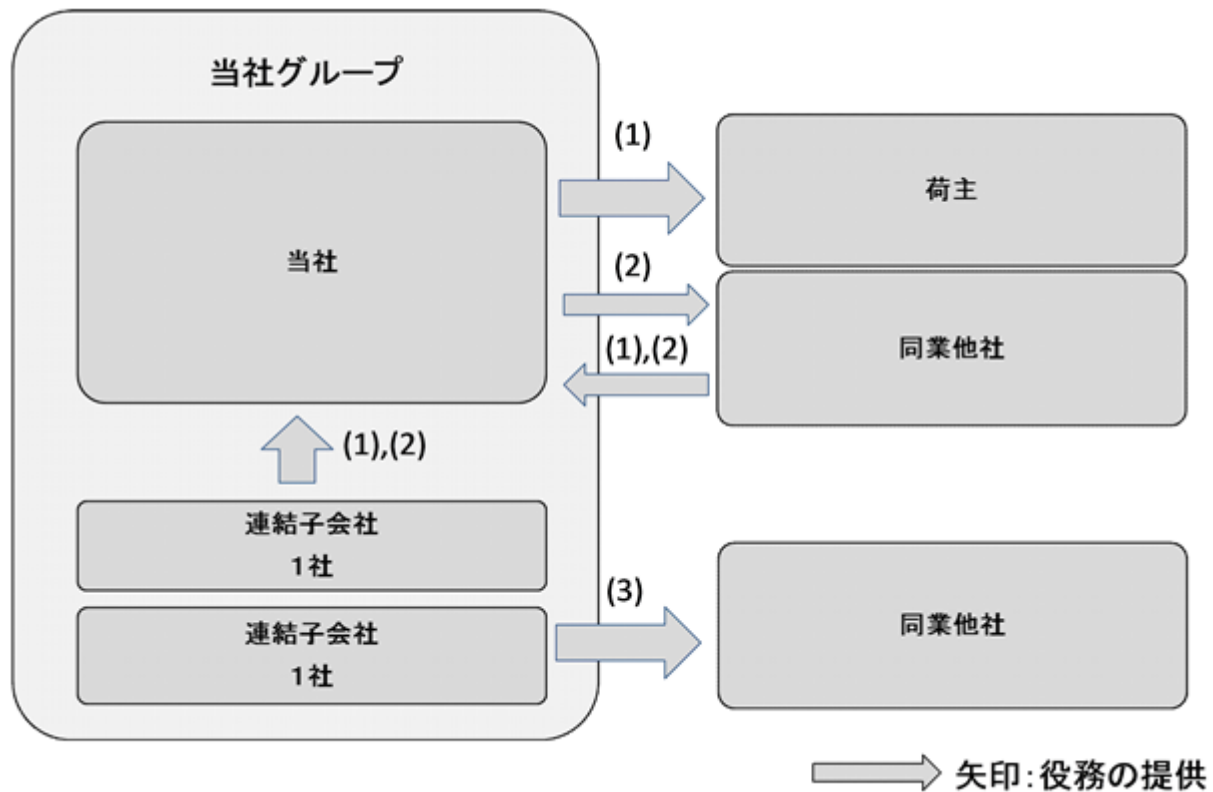 当社グループ
当社
(1)
荷主
(2)
(1),(2)
同業他社
(1),(2)
連結子会社
1社
連結子会社
1社
(3)
同業他社
矢印:役務の提供